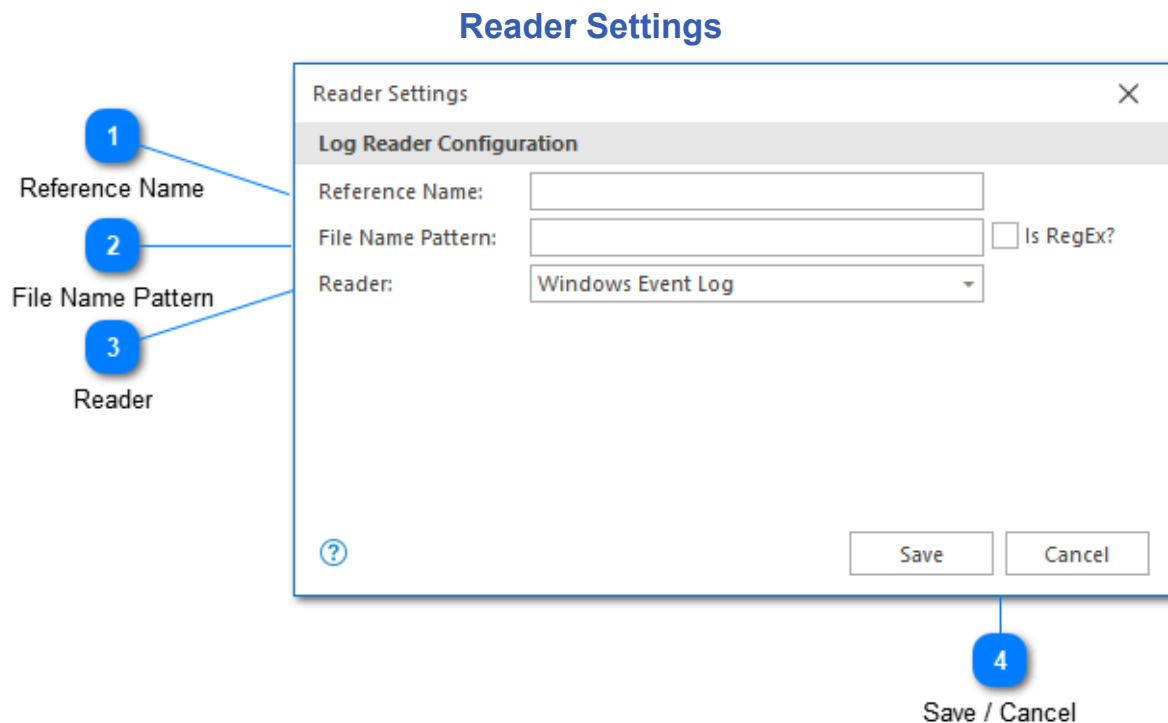 Reader Settings
Reader Settings
Log Reader Configuration
1
Reference Name
Reference Name:
2
File Name Pattern
File Name Pattern:
Is RegEx?
3
Reader
Reader:
Windows Event Log
?
Save
Cancel
4
Save / Cancel